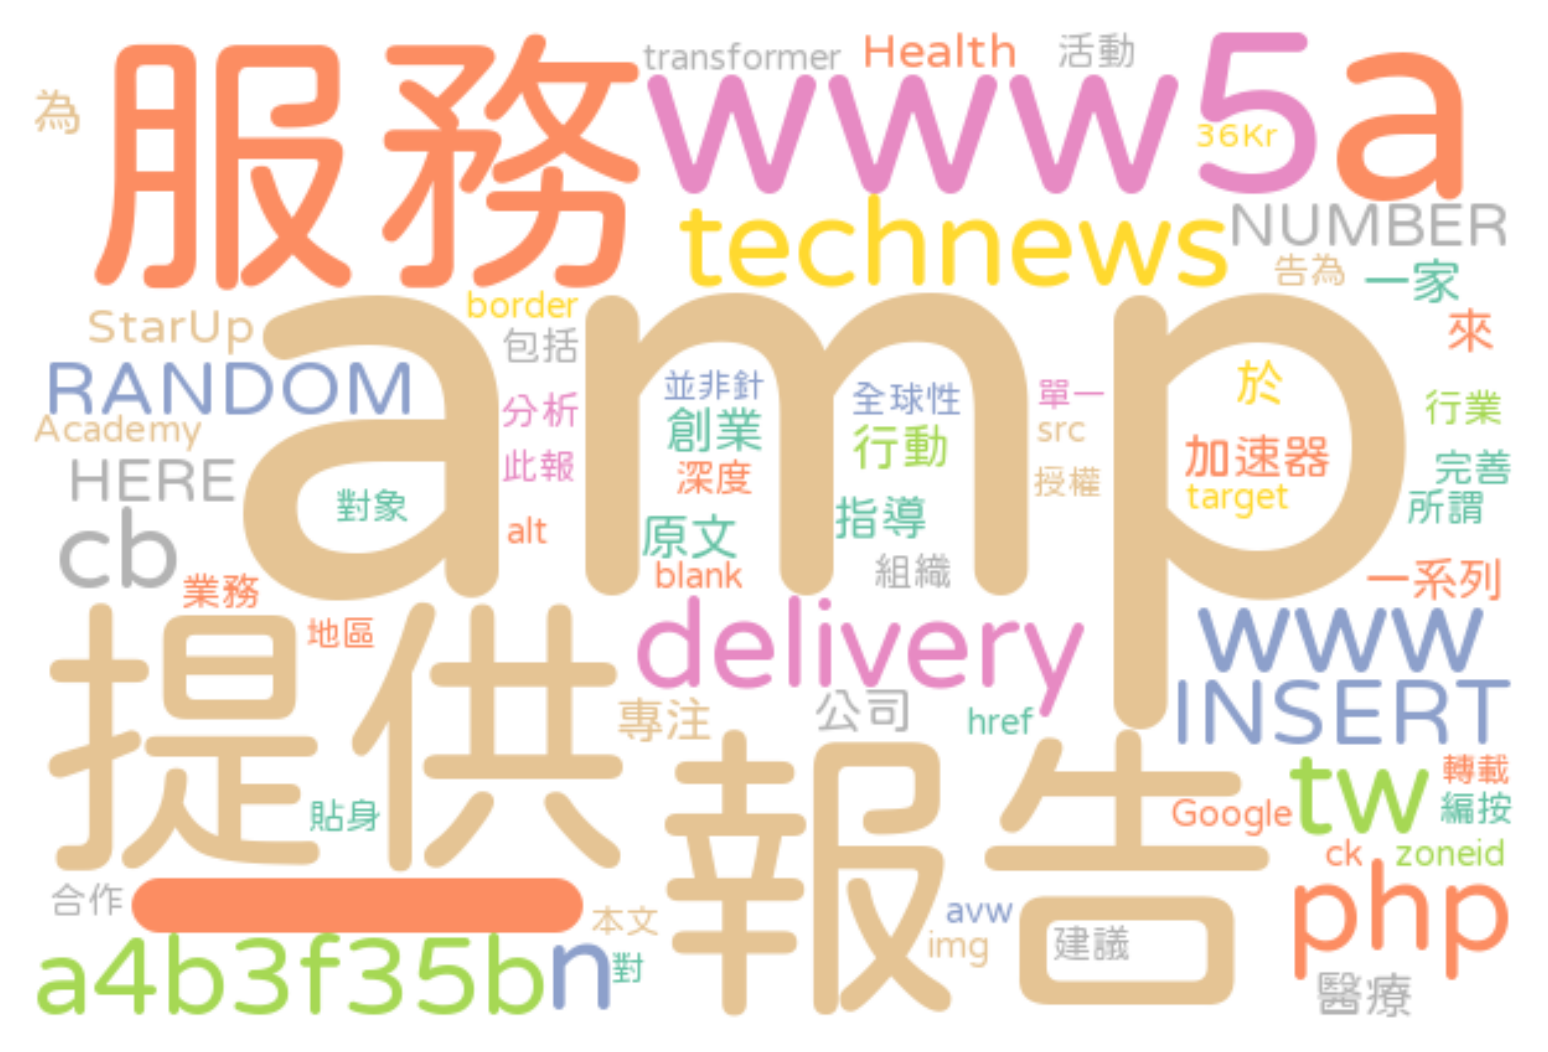 transformer
Health
活動
為
服務
www5a
36Kr
technews
NUMBER
告為
一家
StarUp
border
包括
來
amp
RANDOM
Academy
分析
並非針
全球性
單一
於
行業
創業
行動
src
加速器
此報
深度
授權
target
完善
HERE
對象
所謂
指導
原文
alt
cb
組織
blank
一系列
業務
地區
提供
delivery
www
INSERT
專注
公司
href
報告
tw
轉載
編按
Google
貼身
ck
zoneid
php
合作
一
本文
avw
img
建議
a4b3f35b
n
對
醫療